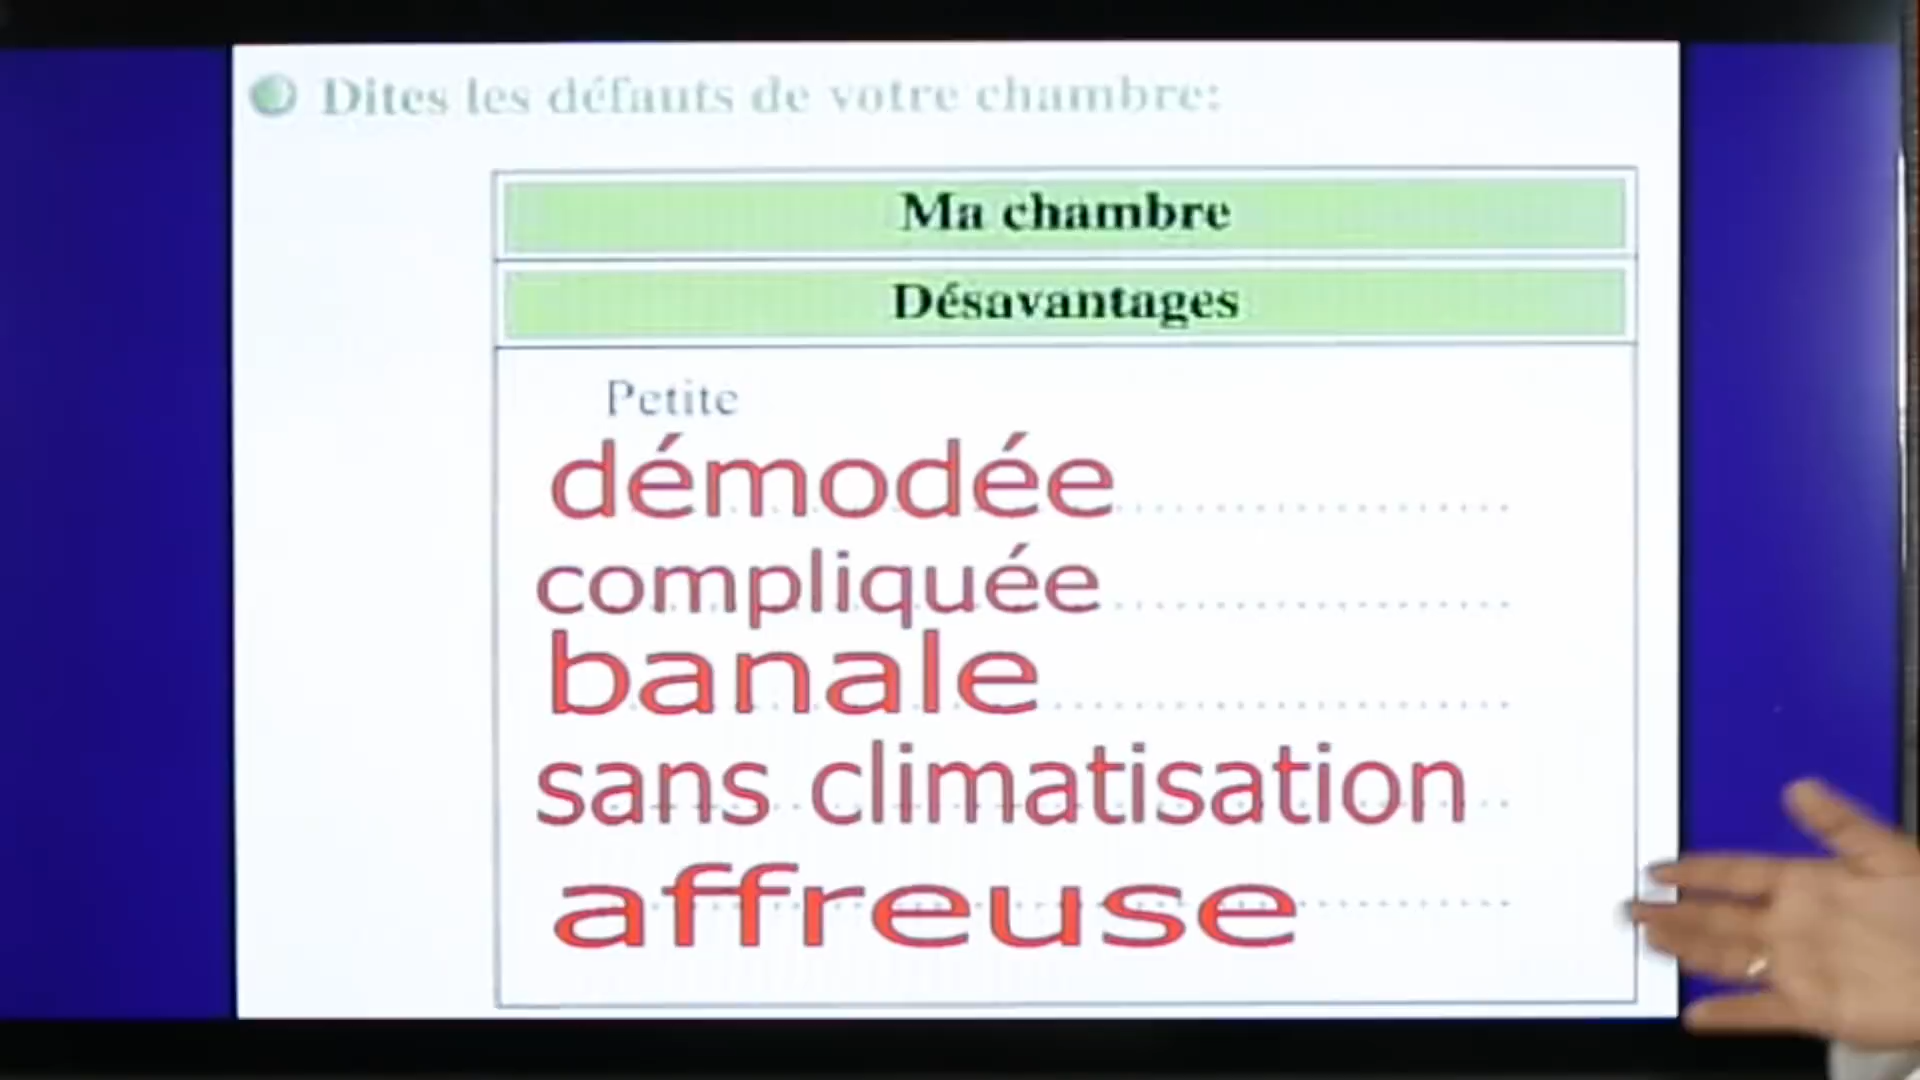 Dites les défauts de votre chambre:
Ma chambre
Désavantages
Petite
démodée
compliquée
banale
sans climatisation
affreuse